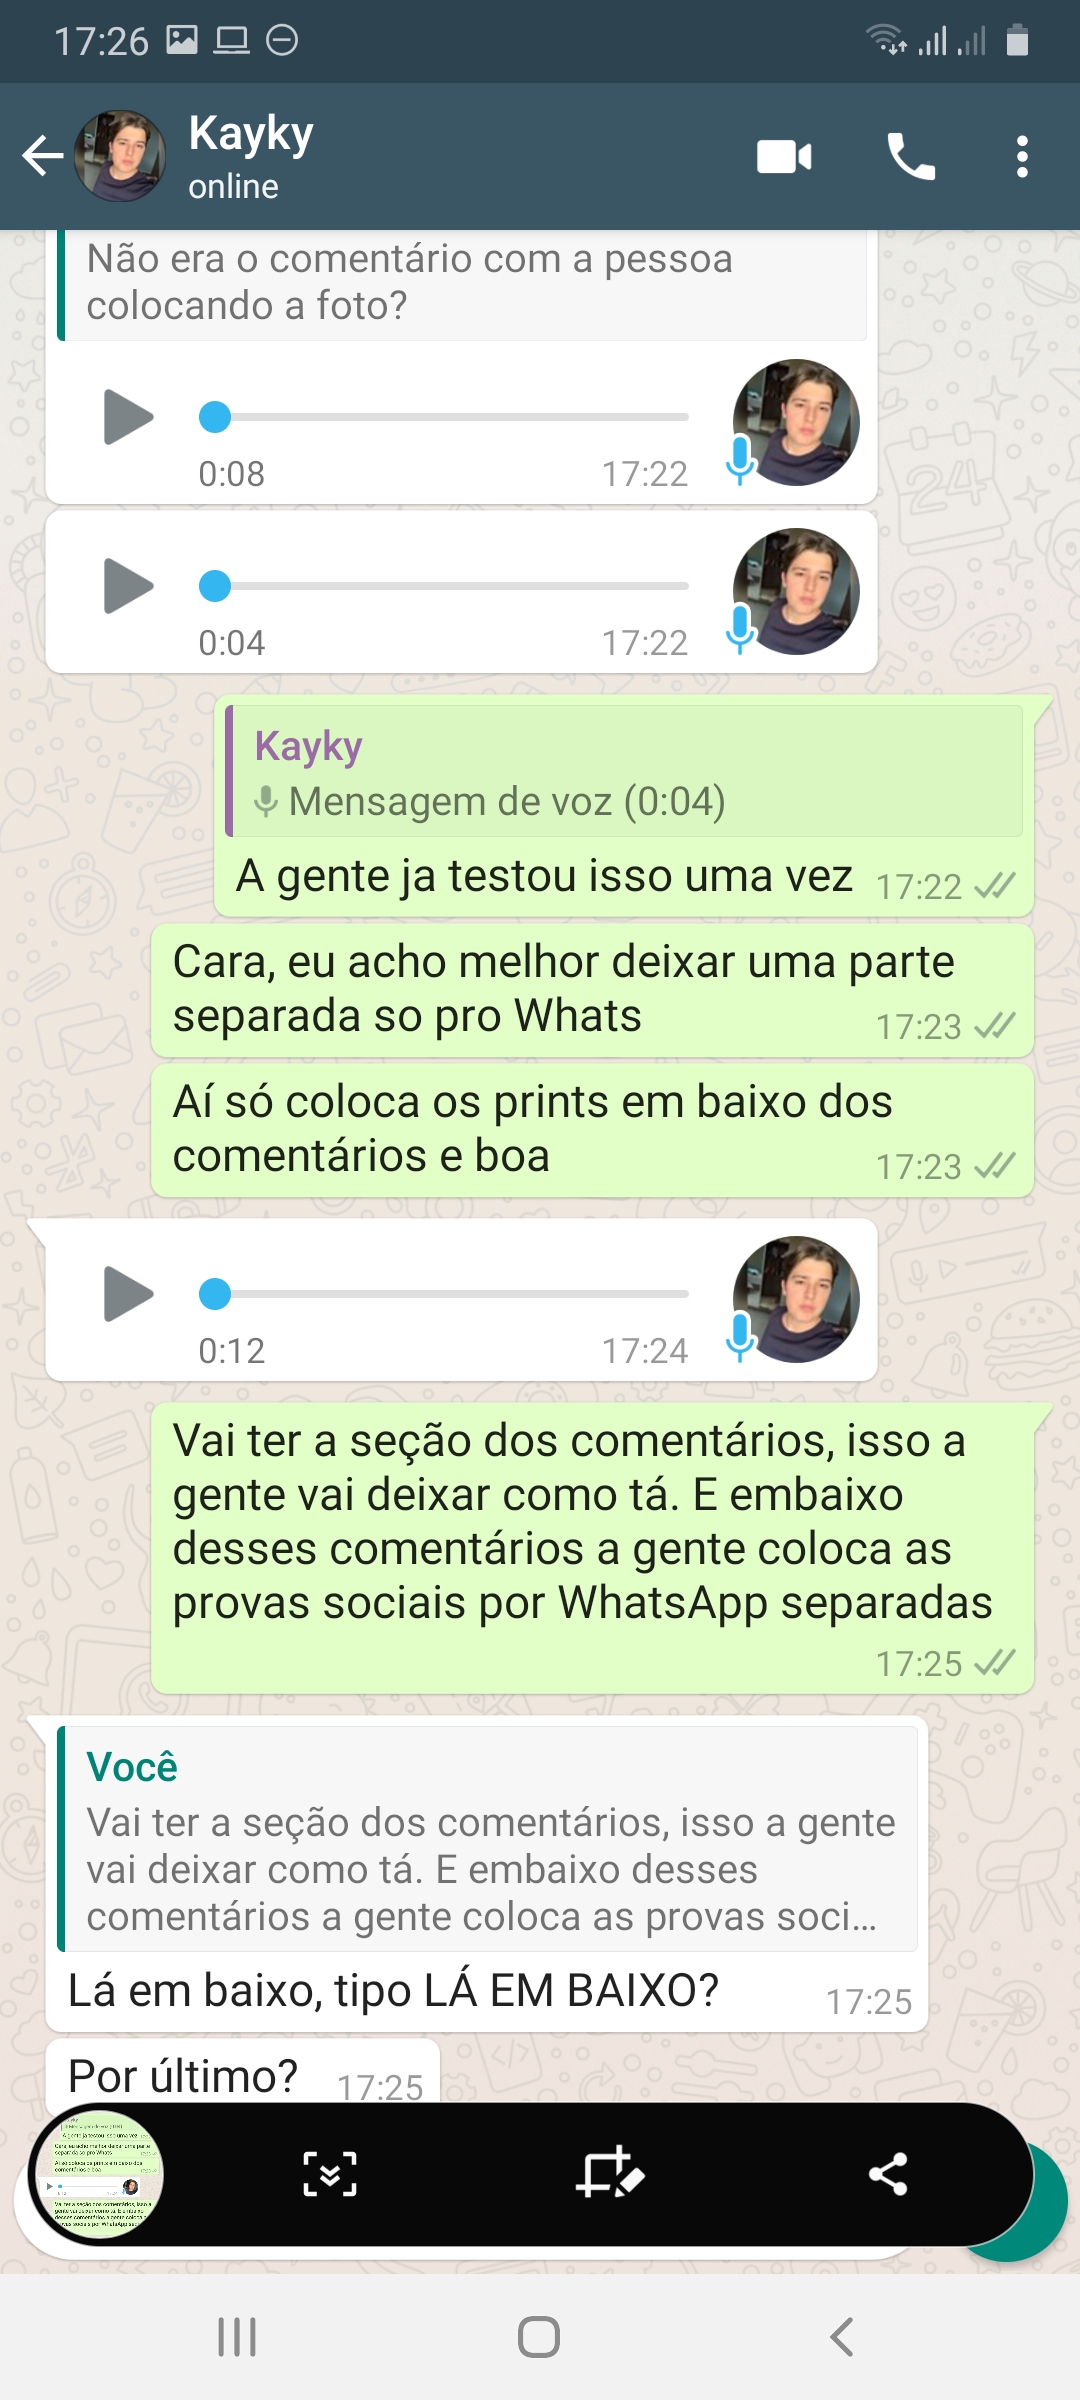 17:26
Kayky
online
Não era o comentário com a pessoa
colocando a foto?
0:08 17:22
0:04 17:22
Kayky
Mensagem de voz (0:04)
A gente ja testou isso uma vez 17:22
Cara, eu acho melhor deixar uma parte
separada so pro Whats 17:23
Aí só coloca os prints em baixo dos
comentários e boa 17:23
0:12 17:24
Vai ter a seção dos comentários, isso a
gente vai deixar como tá. E embaixo
desses comentários a gente coloca as
provas sociais por WhatsApp separadas
17:25
Você
Vai ter a seção dos comentários, isso a gente
vai deixar como tá. E embaixo desses
comentários a gente coloca as provas soci...
Lá em baixo, tipo LÁ EM BAIXO? 17:25
Por último? 17:25